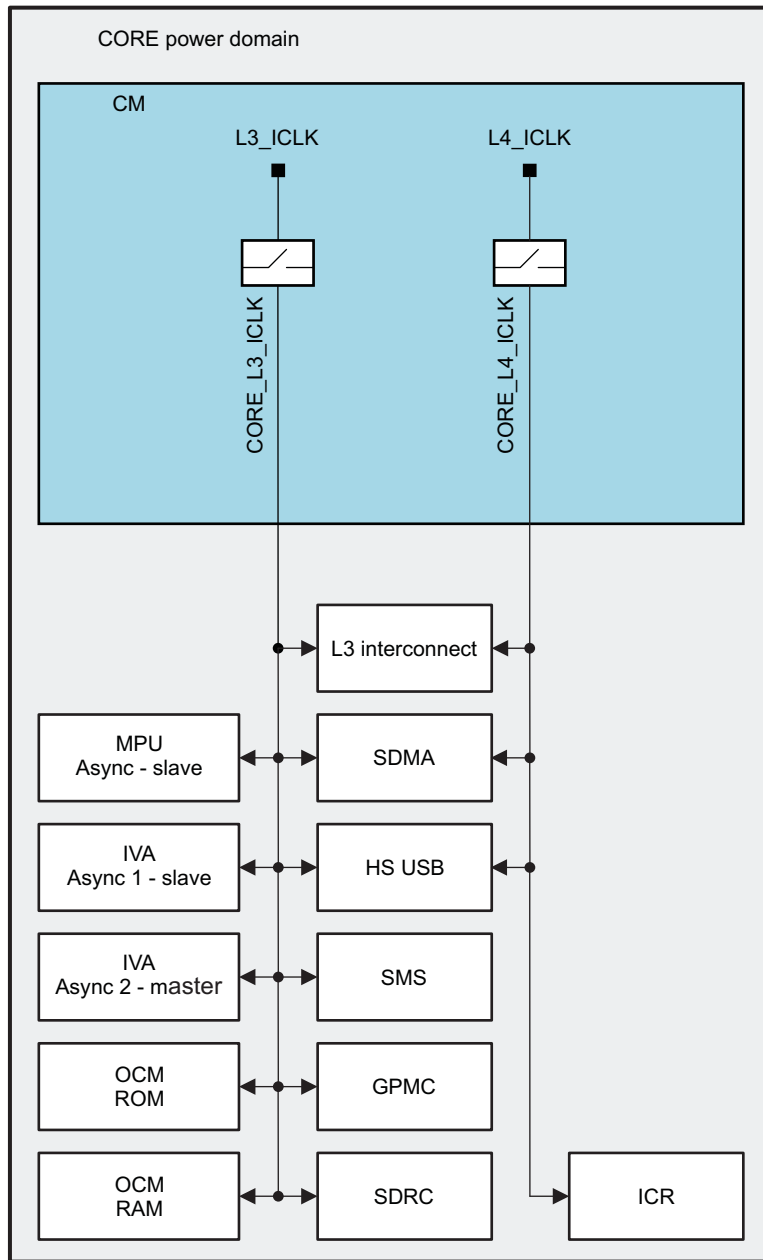 CORE power domain
CM
L3_ICLK
L4_ICLK
CORE_L3_ICLK
CORE_L4_ICLK
L3 interconnect
MPU
Async - slave
SDMA
IVA
Async 1 - slave
HS USB
IVA
Async 2 - master
SMS
OCM
ROM
GPMC
OCM
RAM
SDRC
ICR